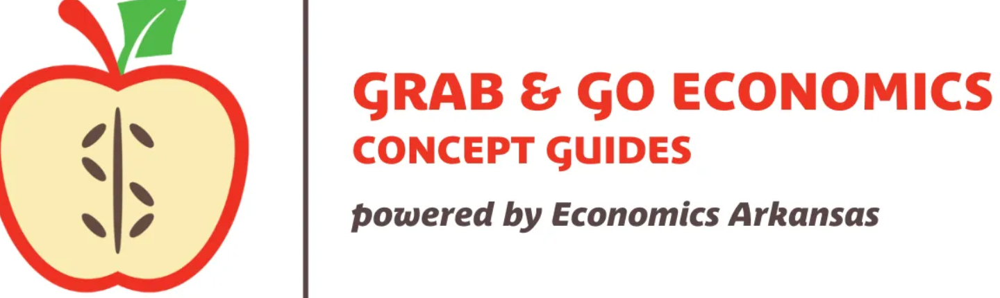 GRAB & GO ECONOMICS
CONCEPT GUIDES
powered by Economics Arkansas